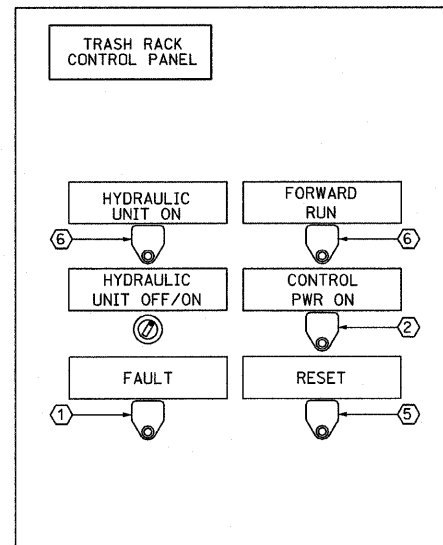 TRASH RACK
CONTROL PANEL
HYDRAULIC
UNIT ON
FORWARD
RUN
6
6
HYDRAULIC
UNIT OFF/ON
CONTROL
PWR ON
2
FAULT
RESET
1
5